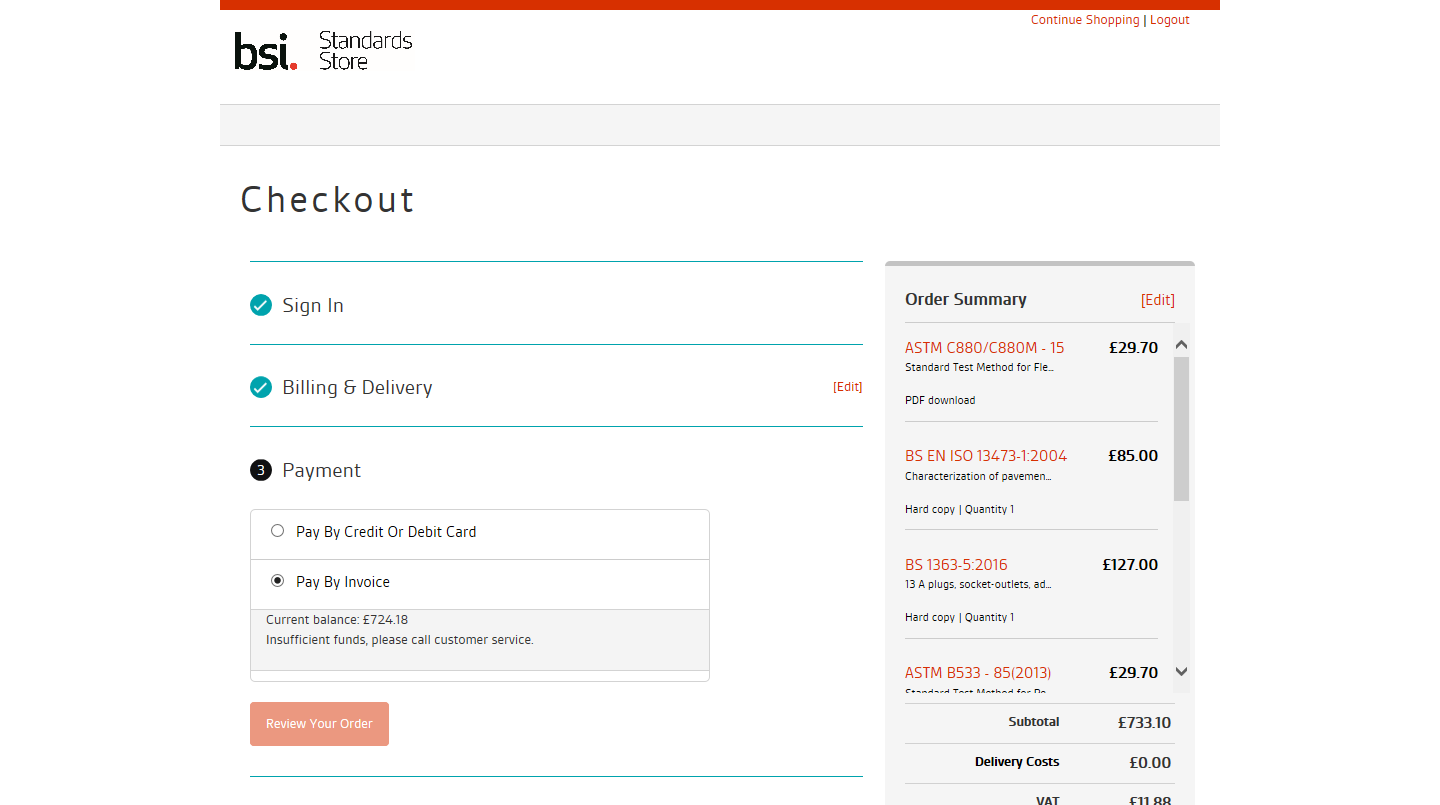 Continue Shopping | Logout
bsi. Standards Store
Checkout
Sign In
Billing & Delivery [Edit]
3 Payment
Pay By Credit Or Debit Card
Pay By Invoice
Current balance: £724.18
Insufficient funds, please call customer service.
Review Your Order
Order Summary [Edit]
ASTM C880/C880M - 15 £29.70
Standard Test Method for Fle...
PDF download
BS EN ISO 13473-1:2004 £85.00
Characterization of pavemen...
Hard copy | Quantity 1
BS 1363-5:2016 £127.00
13 A plugs, socket-outlets, ad...
Hard copy | Quantity 1
ASTM B533 - 85(2013) £29.70
Standard Test Method for Pe...
Subtotal £733.10
Delivery Costs £0.00
VAT £11.88